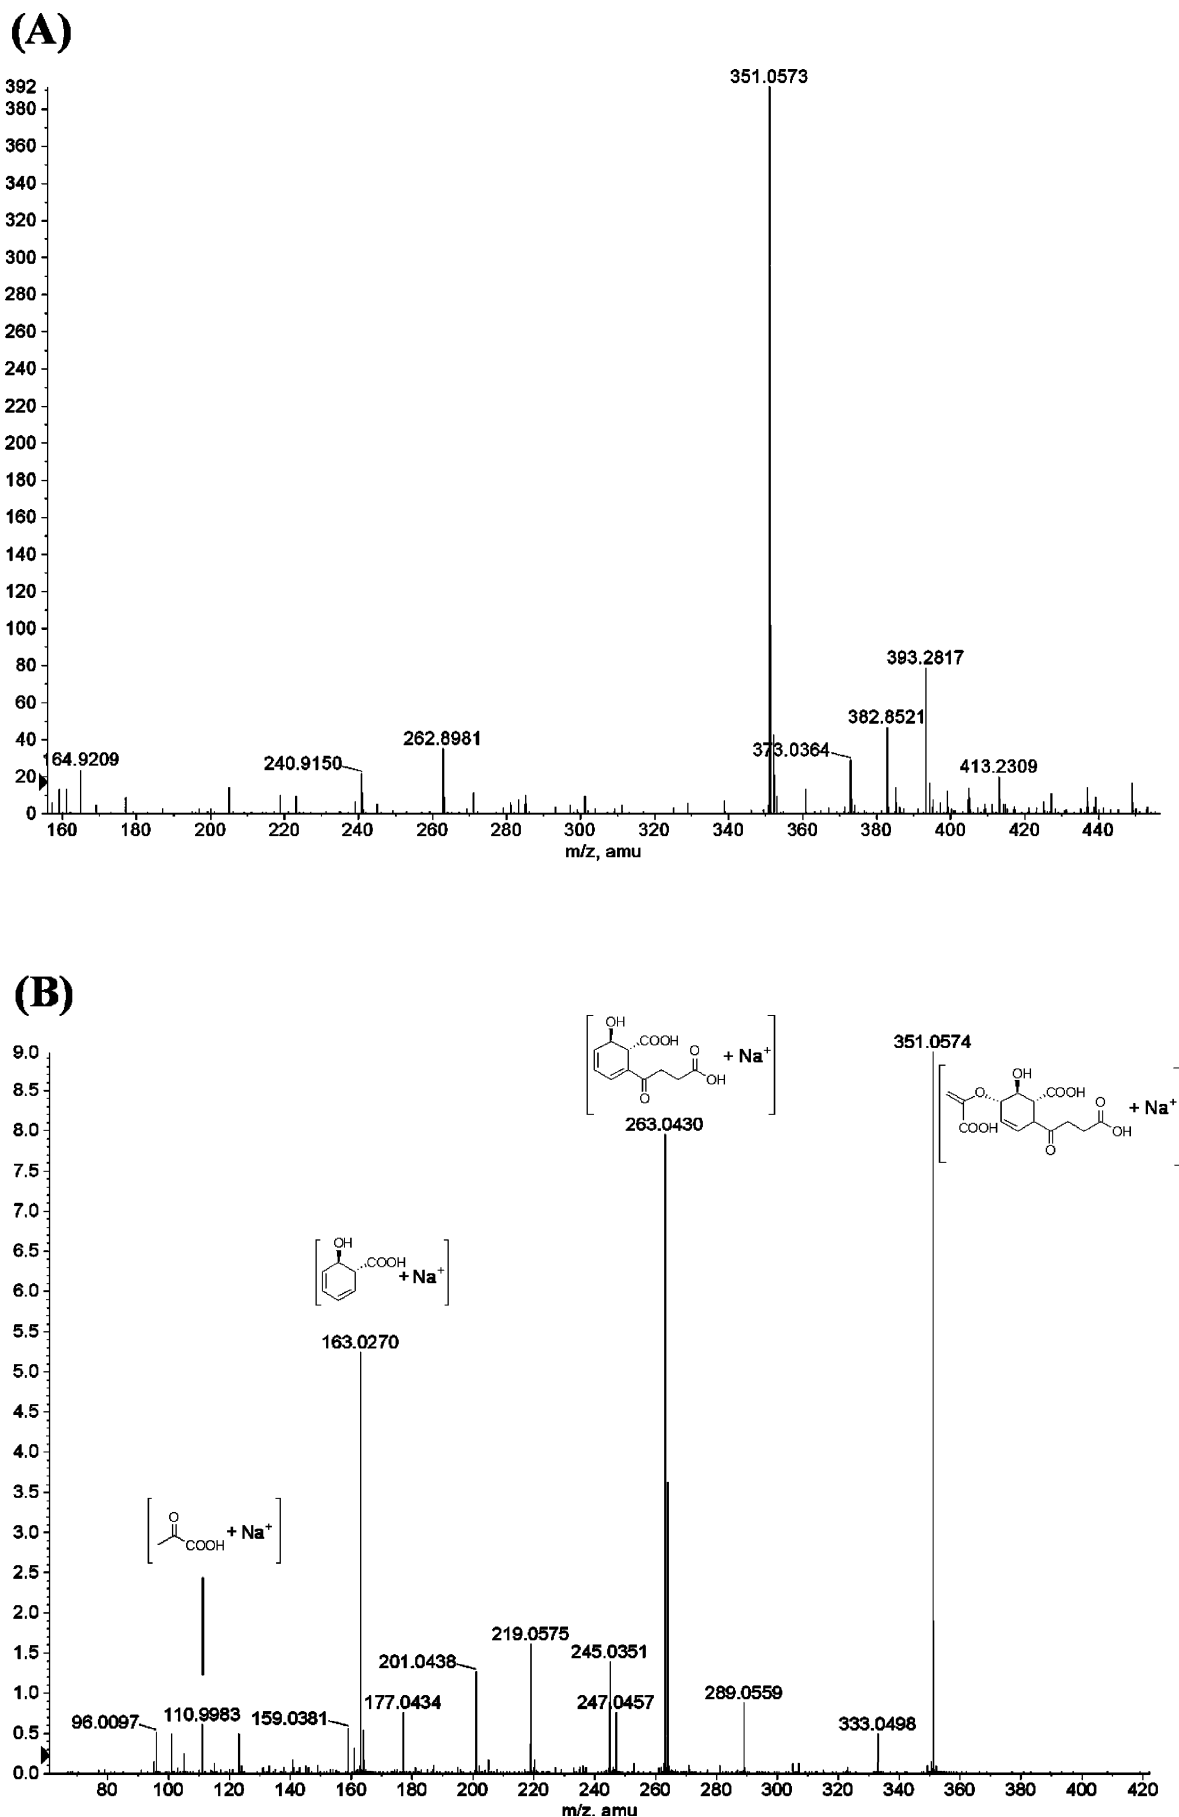 (A)
351.0573
392
380
360
340
320
300
280
260
240
220
200
180
160
140
120
100
80
60
40
20
0
393.2817
382.8521
262.8981
373.0364
164.9209
240.9150
413.2309
160 180 200 220 240 260 280 300 320 340 360 380 400 420 440
m/z, amu
(B)
OH
COOH
O
OH
O
+ Na+
263.0430
351.0574
OH
O
COOH
COOH
O
OH
O
+ Na+
9.0
8.5
8.0
7.5
7.0
6.5
6.0
5.5
5.0
4.5
4.0
3.5
3.0
2.5
2.0
1.5
1.0
0.5
0.0
OH
COOH
+ Na+
163.0270
O
COOH
+ Na+
219.0575
245.0351
201.0438
289.0559
177.0434
247.0457
96.0097
110.9983
159.0381
333.0498
80 100 120 140 160 180 200 220 240 260 280 300 320 340 360 380 400 420
m/z, amu